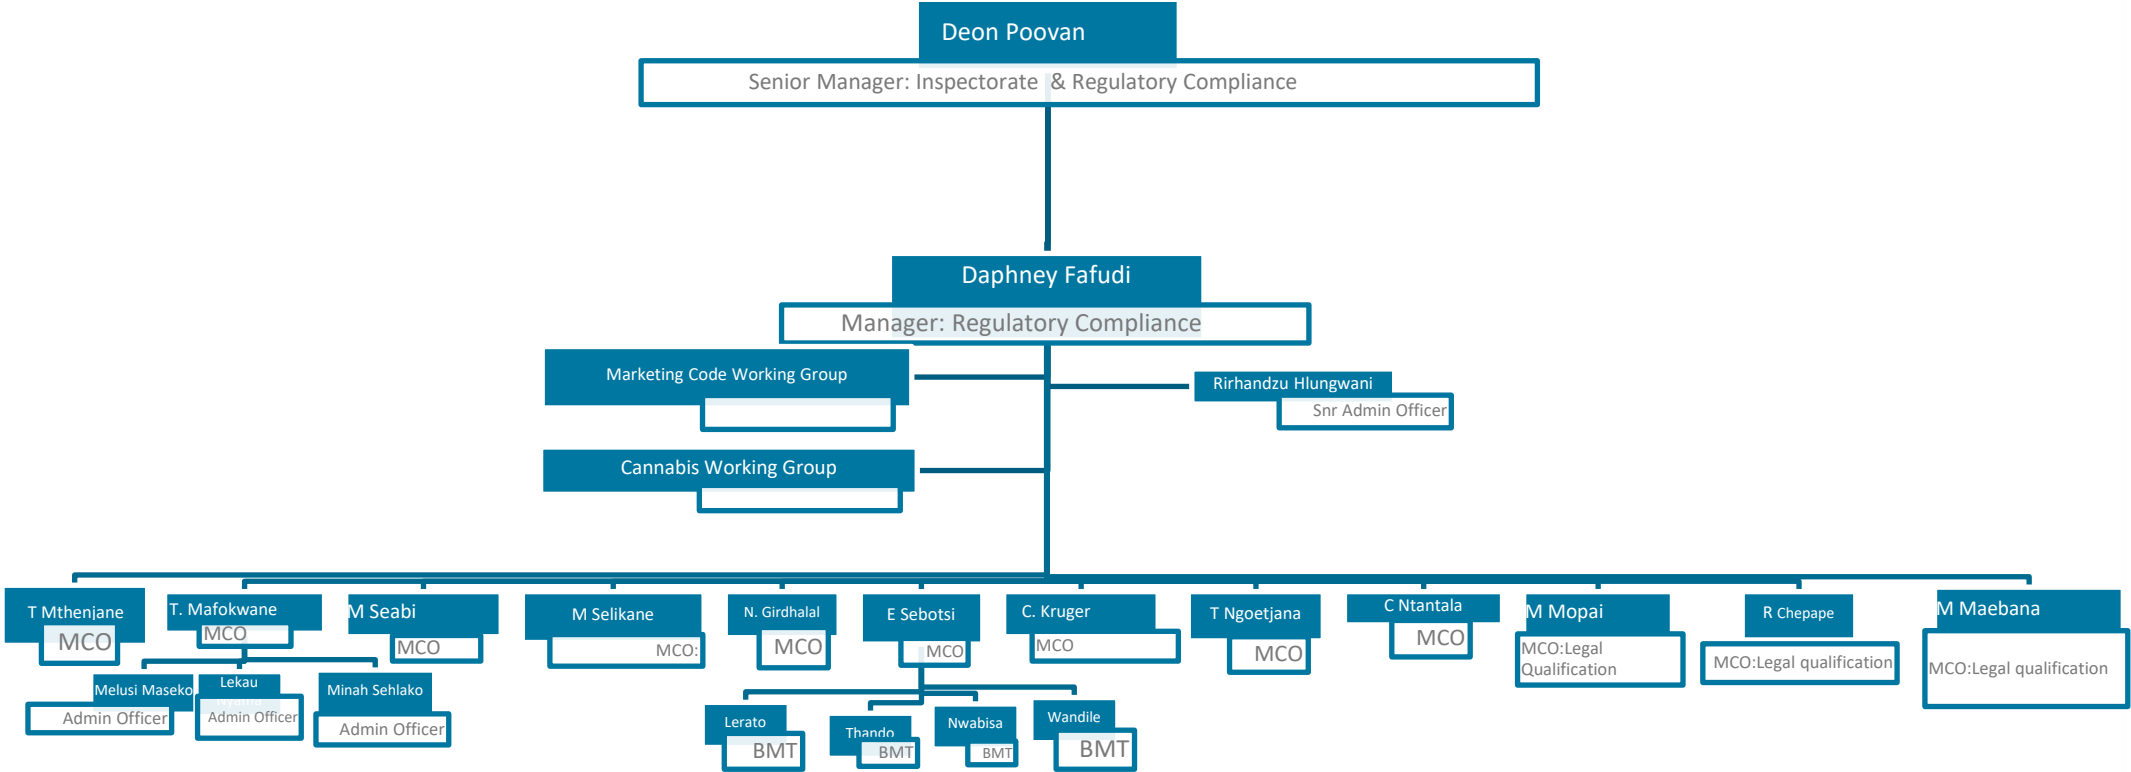 Deon Poovan
Senior Manager: Inspectorate & Regulatory Compliance
Daphney Fafudi
Manager: Regulatory Compliance
Marketing Code Working Group
Rirhandzu Hlungwani
Snr Admin Officer
Cannabis Working Group
T Mthenjane
MCO
T. Mafokwane
MCO
M Seabi
MCO
M Selikane
MCO:
N. Girdhalal
MCO
E Sebotsi
MCO
C. Kruger
MCO
T Ngoetjana
MCO
C Ntantala
MCO
M Mopai
MCO:Legal
Qualification
R Chepape
MCO:Legal qualification
M Maebana
MCO:Legal qualification
Melusi Maseko
Admin Officer
Lekau
Admin Officer
Minah Sehlako
Admin Officer
Lerato
BMT
Thando
BMT
Nwabisa
BMT
Wandile
BMT